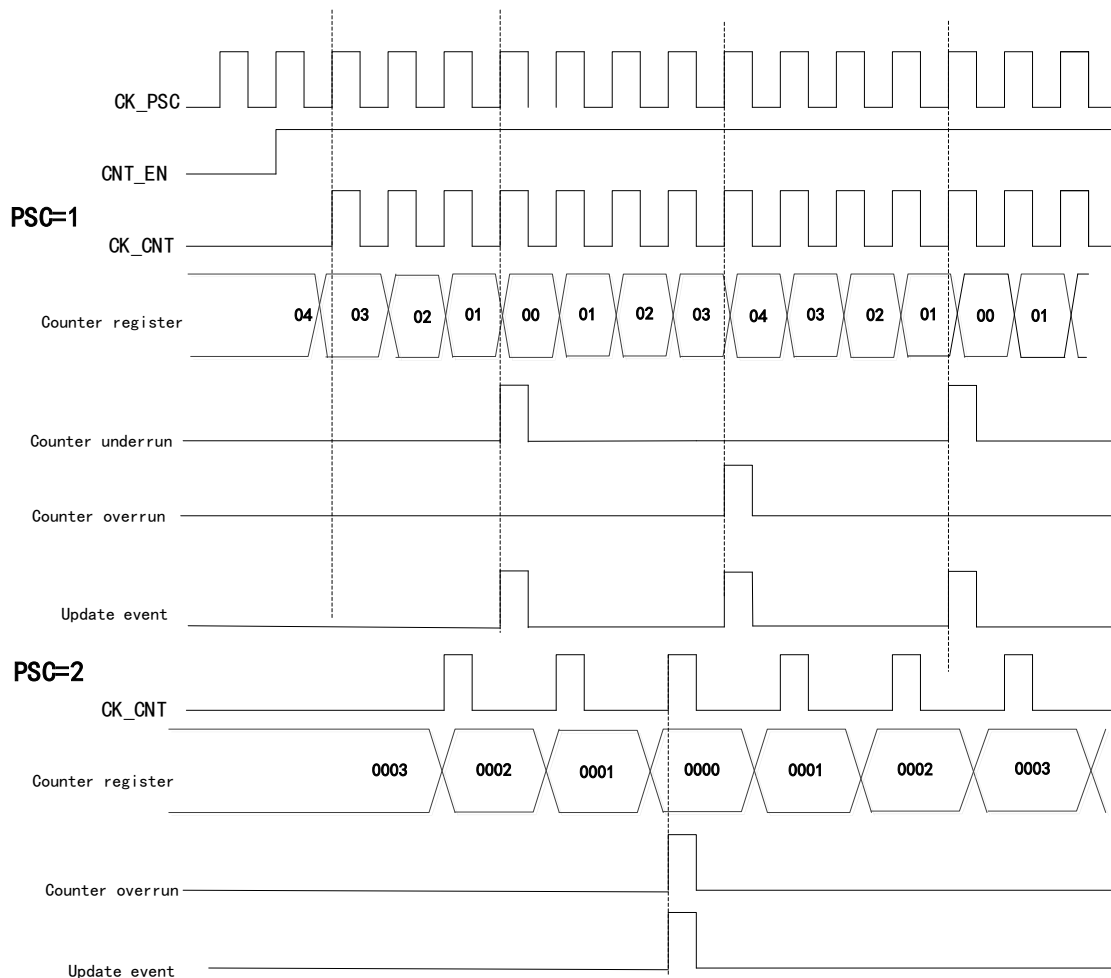 CK_PSC
CNT_EN
PSC=1
CK_CNT
Counter register 04 03 02 01 00 01 02 03 04 03 02 01 00 01
Counter underrun
Counter overrun
Update event
PSC=2
CK_CNT
Counter register 0003 0002 0001 0000 0001 0002 0003
Counter overrun
Update event